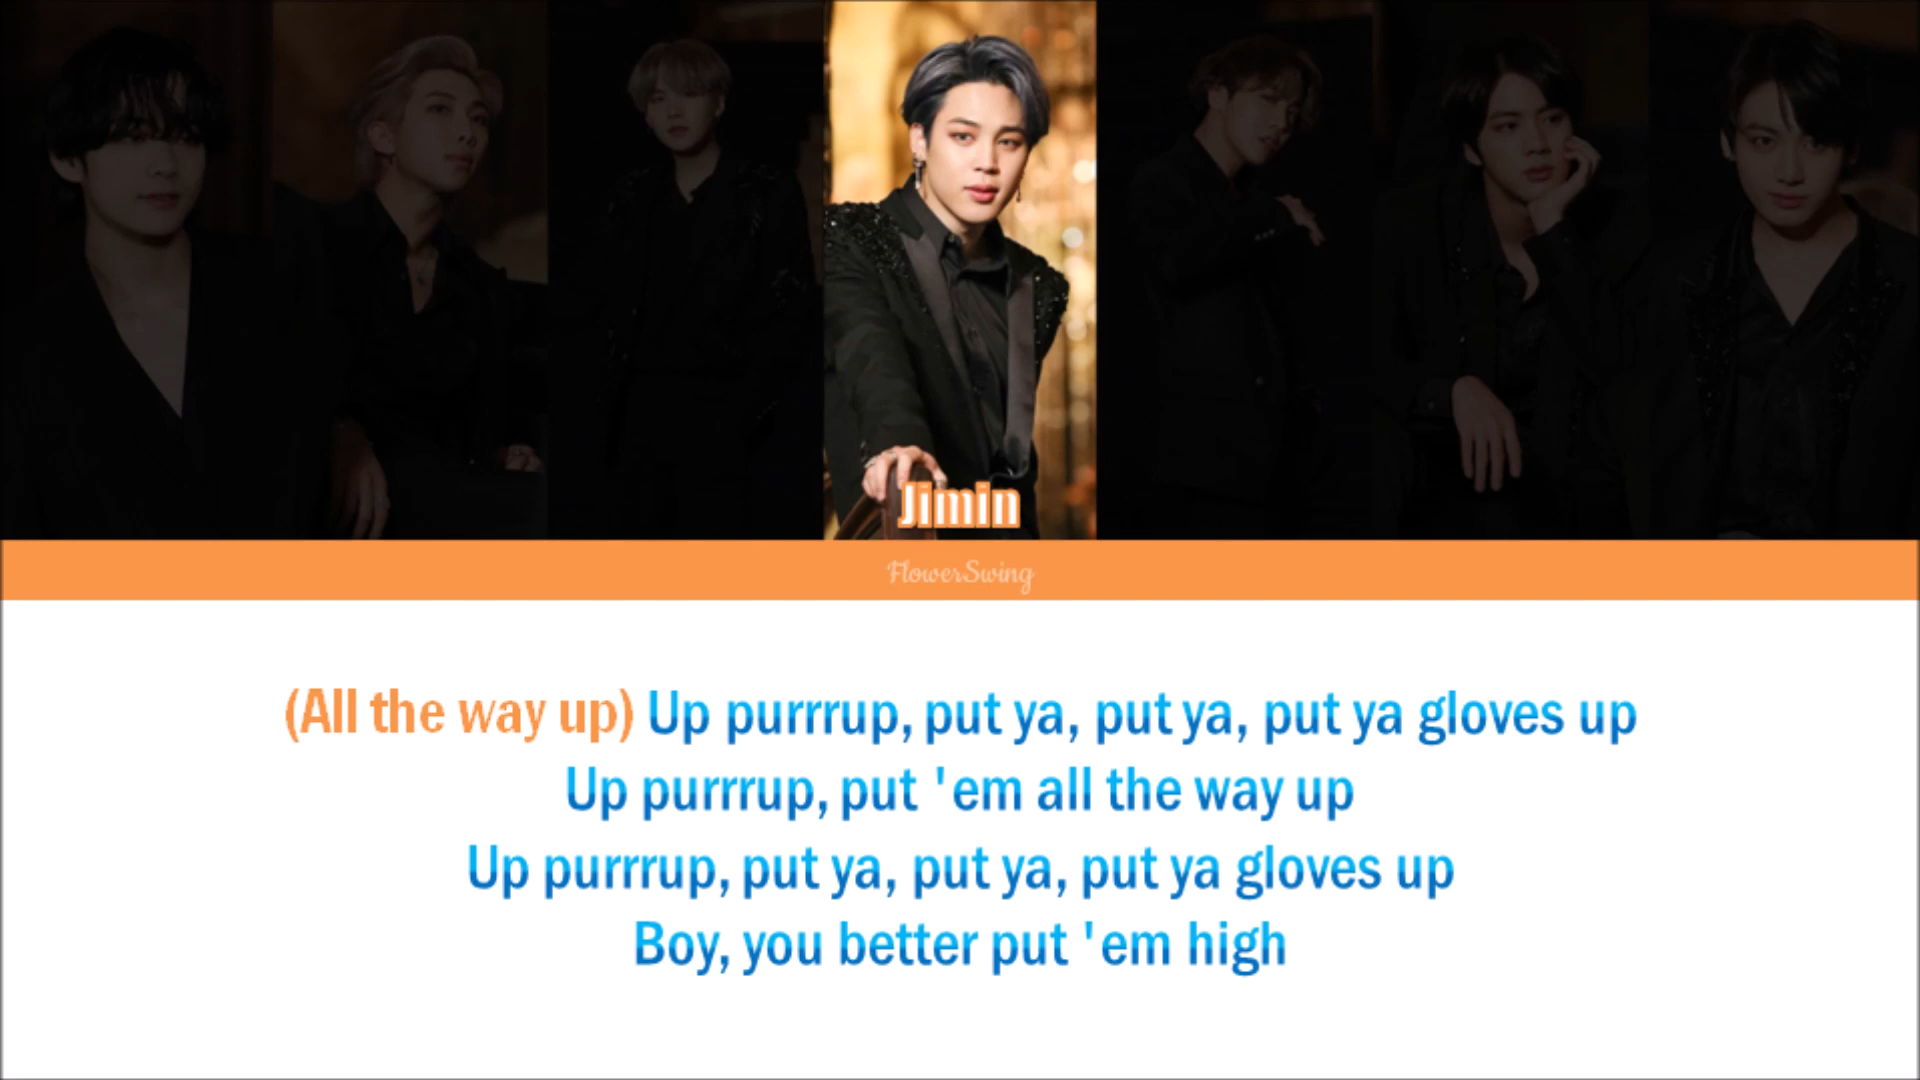 Jimin
FlowerSwing
(All the way up) Up purrrup, put ya, put ya, put ya gloves up
Up purrrup, put 'em all the way up
Up purrrup, put ya, put ya, put ya gloves up
Boy, you better put 'em high